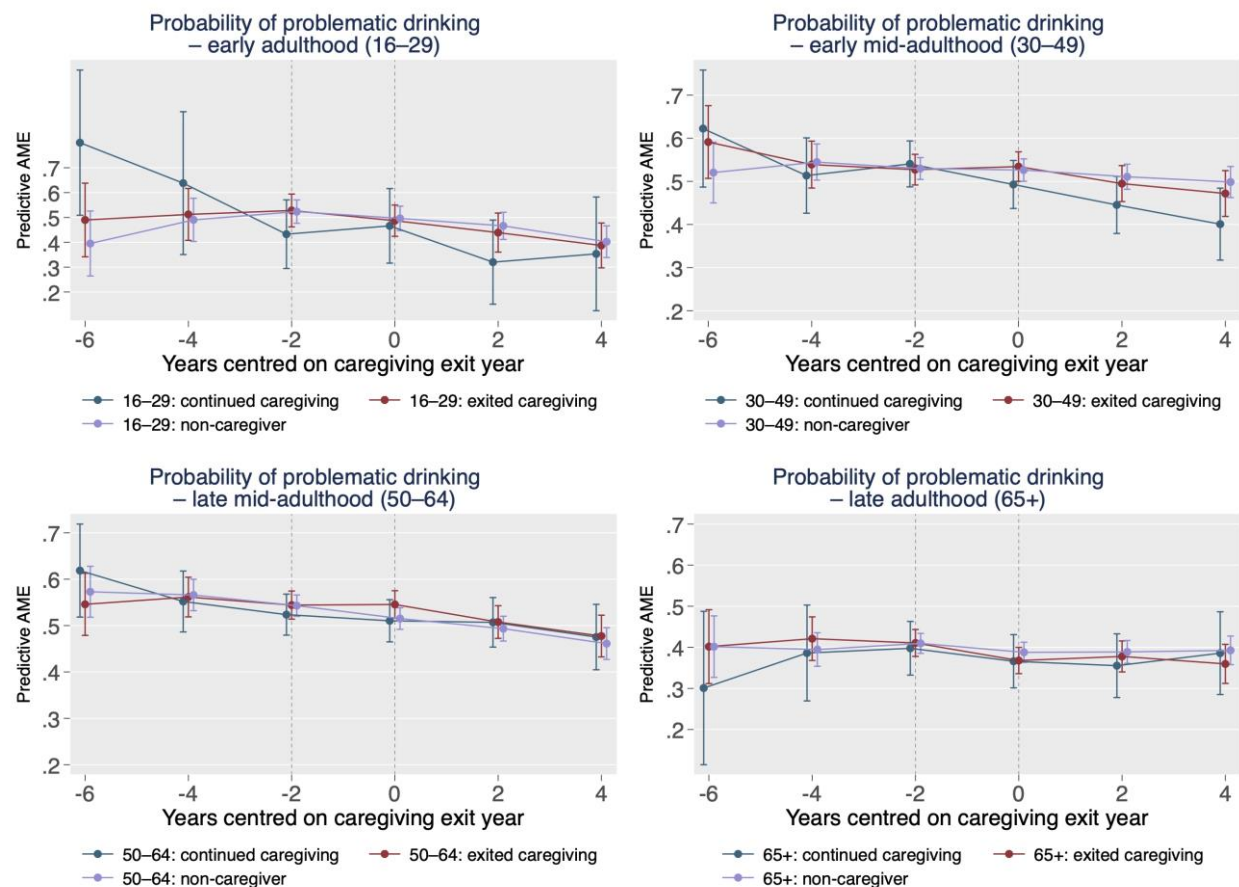 Probability of problematic drinking
– early adulthood (16–29)
Predictive AME
.7
.6
.5
.4
.3
.2
-6 -4 -2 0 2 4
Years centred on caregiving exit year
16–29: continued caregiving 16–29: exited caregiving
16–29: non-caregiver
Probability of problematic drinking
– early mid-adulthood (30–49)
Predictive AME
.7
.6
.5
.4
.3
.2
-6 -4 -2 0 2 4
Years centred on caregiving exit year
30–49: continued caregiving 30–49: exited caregiving
30–49: non-caregiver
Probability of problematic drinking
– late mid-adulthood (50–64)
Predictive AME
.7
.6
.5
.4
.3
.2
-6 -4 -2 0 2 4
Years centred on caregiving exit year
50–64: continued caregiving 50–64: exited caregiving
50–64: non-caregiver
Probability of problematic drinking
– late adulthood (65+)
Predictive AME
.7
.6
.5
.4
.3
.2
-6 -4 -2 0 2 4
Years centred on caregiving exit year
65+: continued caregiving 65+: exited caregiving
65+: non-caregiver